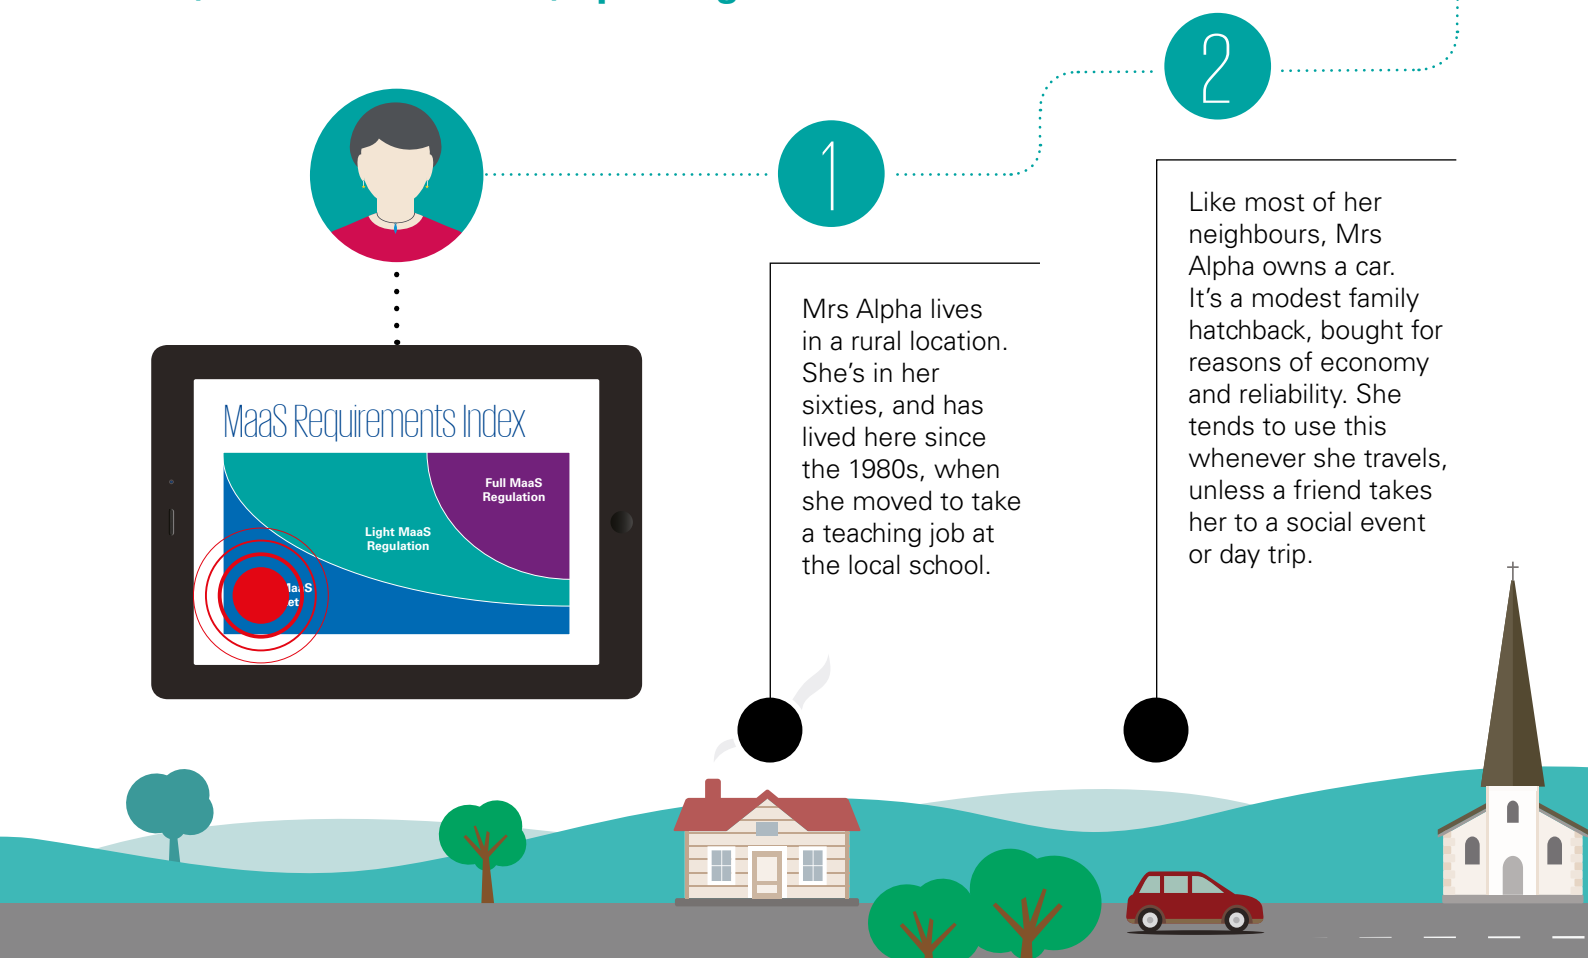 1
2
MaaS Requirements Index
Full MaaS
Regulation
Light MaaS
Regulation
Mrs Alpha lives
in a rural location.
She's in her
sixties, and has
lived here since
the 1980s, when
she moved to take
a teaching job at
the local school.
Like most of her
neighbours, Mrs
Alpha owns a car.
It's a modest family
hatchback, bought for
reasons of economy
and reliability. She
tends to use this
whenever she travels,
unless a friend takes
her to a social event
or day trip.